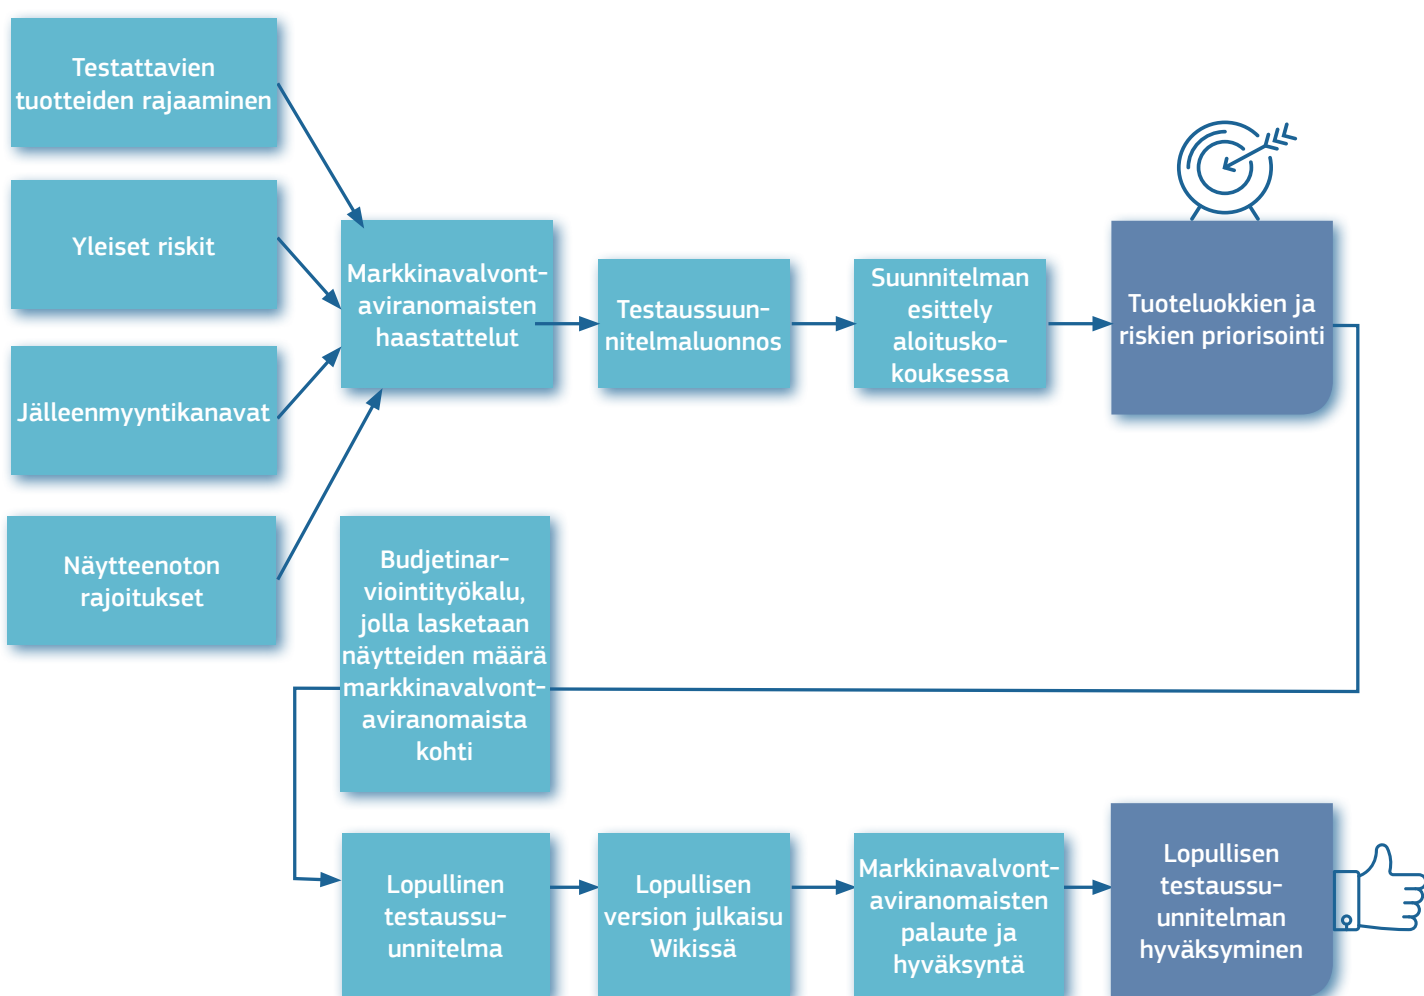 Testattavien
tuotteiden rajaaminen
Yleiset riskit
Jälleenmyyntikanavat
Näytteenoton
rajoitukset
Markkinavalvont-
aviranomaisten
haastattelut
Testaussuun-
nitelmaluonnos
Suunnitelman
esittely
aloitusko-
kouksessa
Tuoteluokkien ja
riskien priorisointi
Budjetinar-
viointityökalu,
jolla lasketaan
näytteiden määrä
markkinavalvont-
aviranomaista
kohti
Lopullinen
testaussu-
unnitelma
Lopullisen
version julkaisu
Wikissä
Markkinavalvont-
aviranomaisten
palaute ja
hyväksyntä
Lopullisen
testaussu-
unnitelman
hyväksyminen